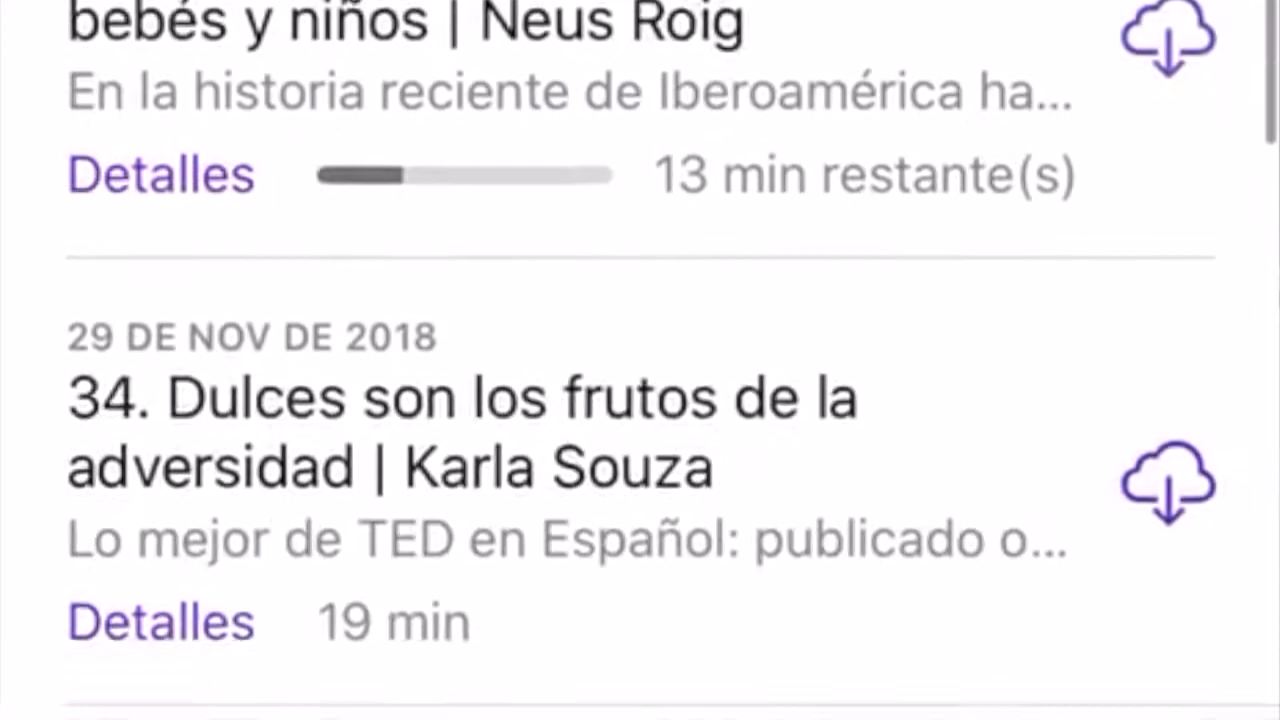 bebés y niños | Neus Roig
En la historia reciente de Iberoamérica ha...
Detalles 13 min restante(s)
29 DE NOV DE 2018
34. Dulces son los frutos de la
adversidad | Karla Souza
Lo mejor de TED en Español: publicado o...
Detalles 19 min